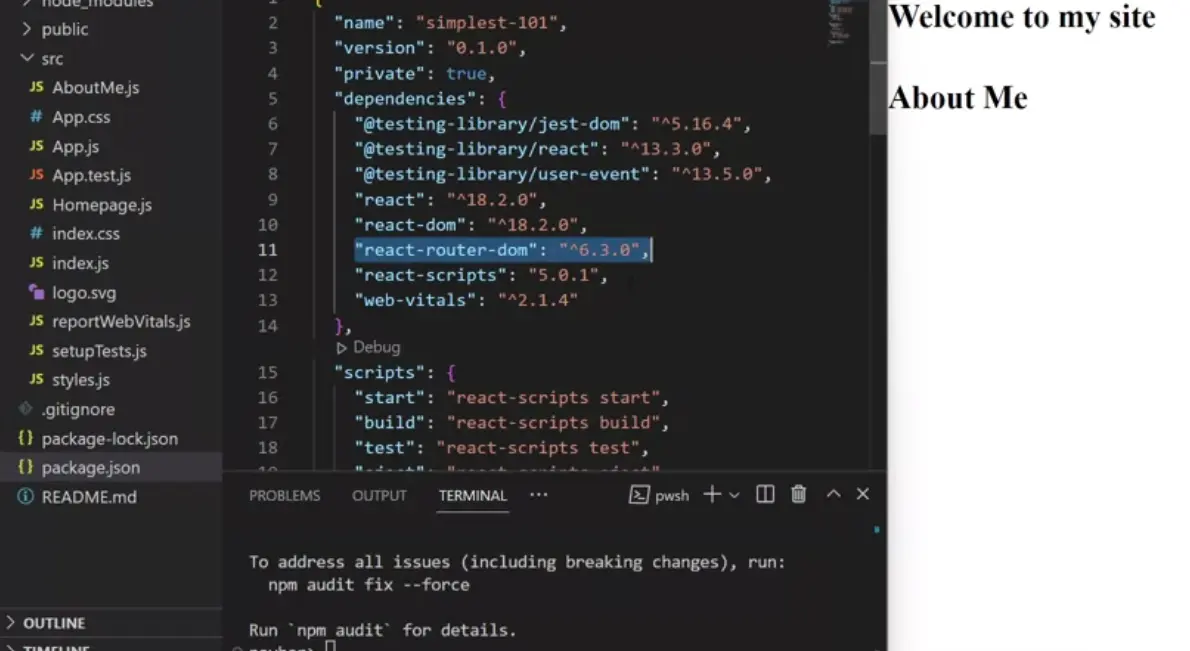 node_modules
public
src
JS AboutMe.js
# App.css
JS App.js
JS App.test.js
JS Homepage.js
# index.css
JS index.js
logo.svg
JS reportWebVitals.js
JS setupTests.js
JS styles.js
.gitignore
{} package-lock.json
{} package.json
README.md
OUTLINE
TIMELINE
1 {
2 "name": "simplest-101",
3 "version": "0.1.0",
4 "private": true,
5 "dependencies": {
6 "@testing-library/jest-dom": "^5.16.4",
7 "@testing-library/react": "^13.3.0",
8 "@testing-library/user-event": "^13.5.0",
9 "react": "^18.2.0",
10 "react-dom": "^18.2.0",
11 "react-router-dom": "^6.3.0",
12 "react-scripts": "5.0.1",
13 "web-vitals": "^2.1.4"
14 },
Debug
15 "scripts": {
16 "start": "react-scripts start",
17 "build": "react-scripts build",
18 "test": "react-scripts test",
19 "eject": "react-scripts eject"
PROBLEMS OUTPUT TERMINAL ··· pwsh
To address all issues (including breaking changes), run:
npm audit fix --force
Run `npm audit` for details.
Welcome to my site
About Me